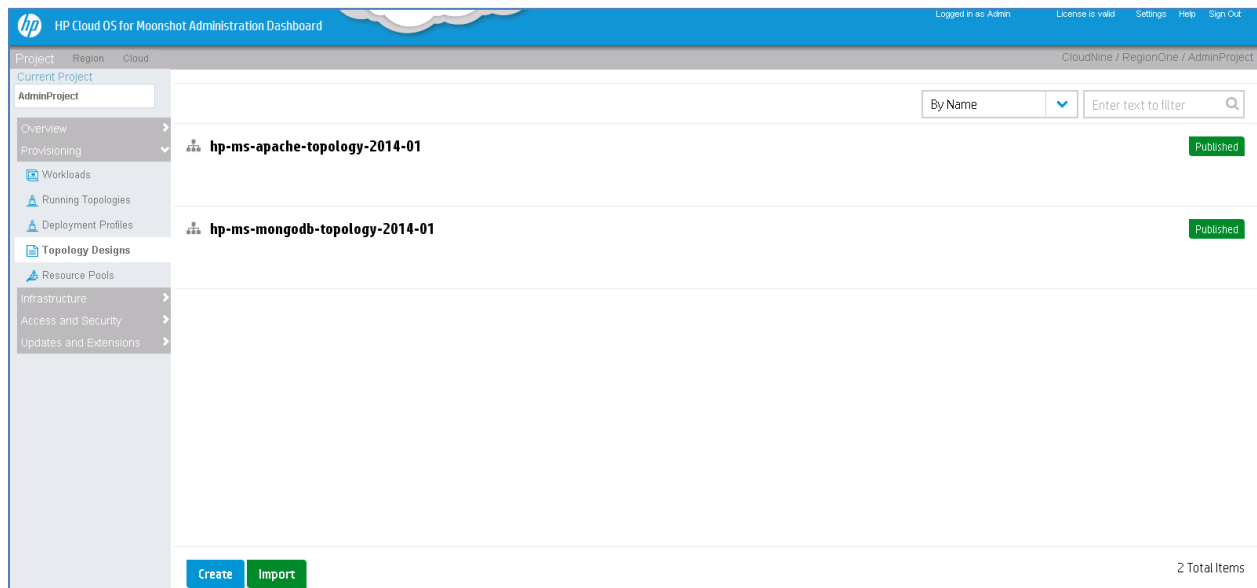 hp HP Cloud OS for Moonshot Administration Dashboard Logged in as Admin License is valid Settings Help Sign Out
Project Region Cloud CloudNine / RegionOne / AdminProject
Current Project
AdminProject
By Name Enter text to filter
Overview
Provisioning
Workloads
Running Topologies
Deployment Profiles
Topology Designs
Resource Pools
Infrastructure
Access and Security
Updates and Extensions
hp-ms-apache-topology-2014-01 Published
hp-ms-mongodb-topology-2014-01 Published
Create Import 2 Total Items